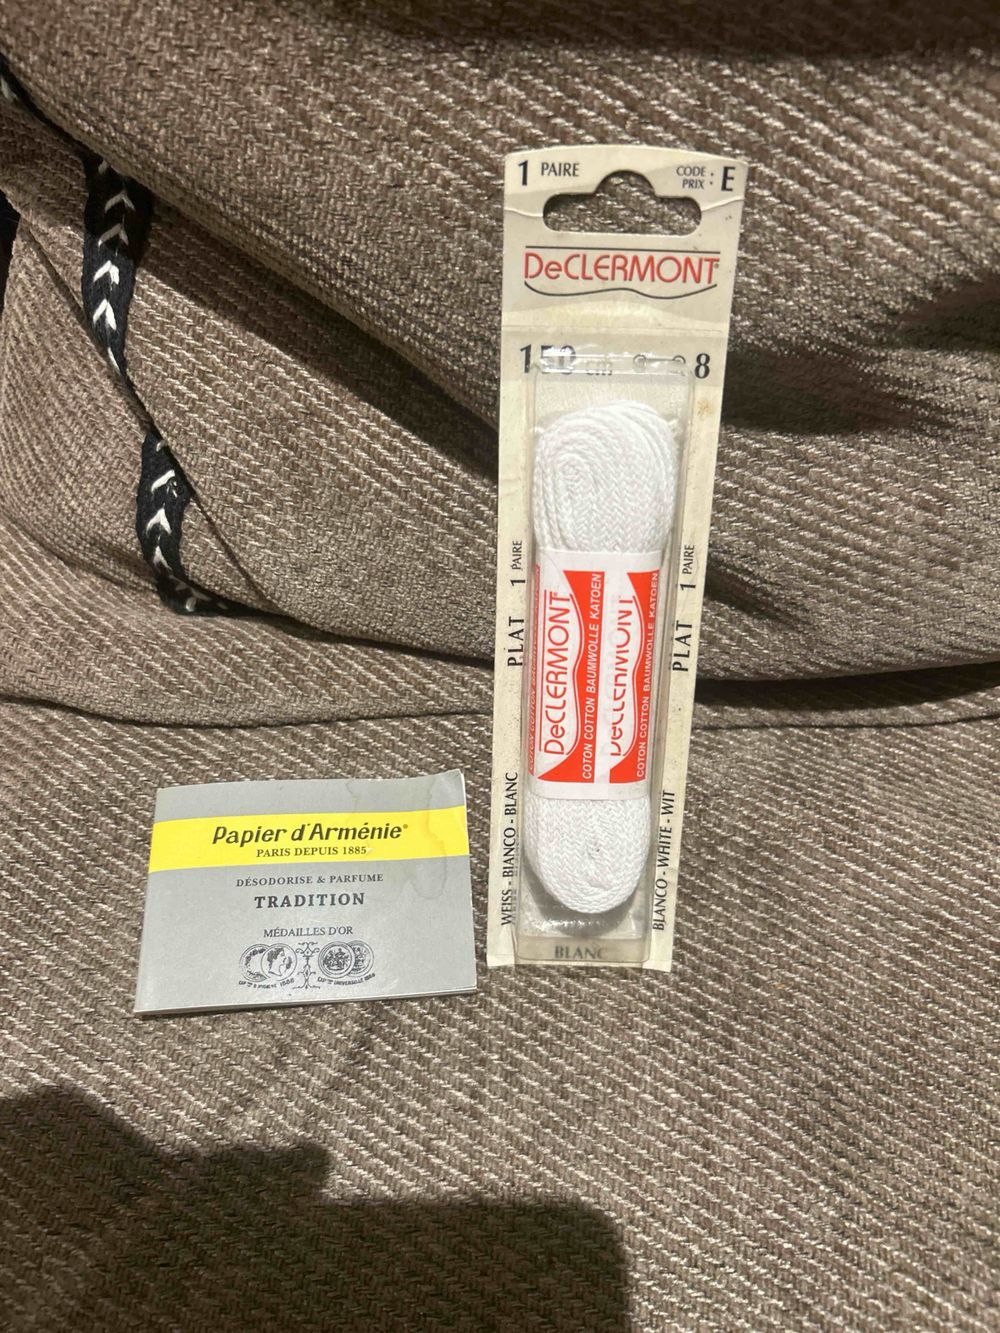 1 PAIRE
CODE PRIX : E
DeCLERMONT
150 cm
8
PLAT 1 PAIRE
PLAT 1 PAIRE
DeCLERMONT
COTON COTTON BAUMWOLLE KATOEN
DeCLERMONT
COTON COTTON BAUMWOLLE KATOEN
WEISS - BIANCO - BLANC
BLANCO - WHITE - WIT
BLANC
Papier d'Arménie®
PARIS DEPUIS 1885
DÉSODORISE & PARFUME
TRADITION
MÉDAILLES D'OR